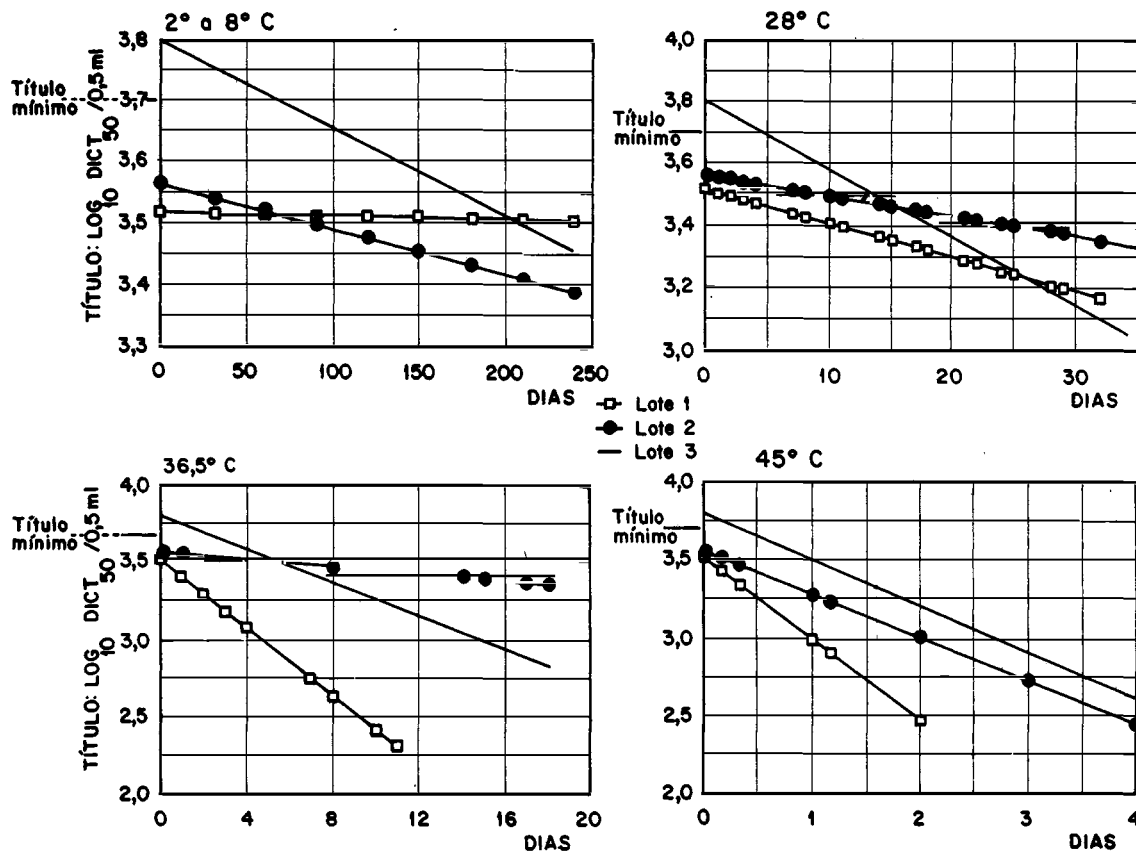 2° a 8° C
TÍTULO: LOG10 DICT50/0,5 ml
Título
mínimo
3,8
3,7
3,6
3,5
3,4
3,3
0 50 100 150 200 250
DIAS
28° C
Título
mínimo
4,0
3,8
3,6
3,4
3,2
3,0
0 10 20 30
DIAS
Lote 1
Lote 2
Lote 3
36,5° C
TÍTULO: LOG10 DICT50/0,5 ml
Título
mínimo
4,0
3,5
3,0
2,5
2,0
0 4 8 12 16 20
DIAS
45° C
Título
mínimo
4,0
3,5
3,0
2,5
2,0
0 1 2 3 4
DIAS